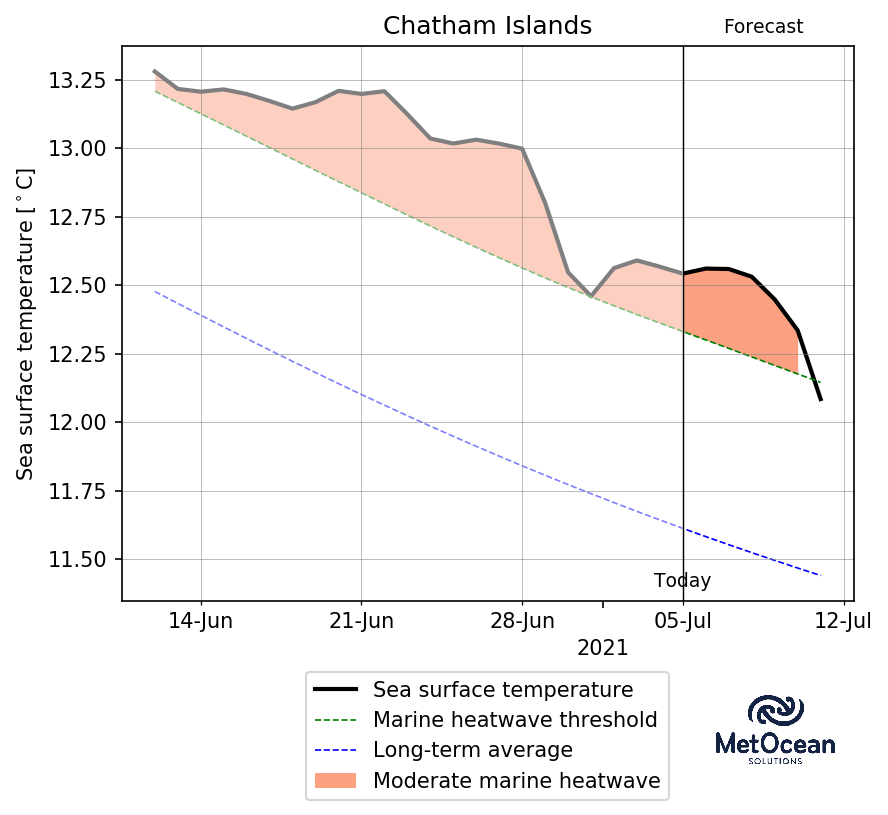 Chatham Islands
Forecast
Sea surface temperature [°C]
13.25
13.00
12.75
12.50
12.25
12.00
11.75
11.50
Today
14-Jun 21-Jun 28-Jun 05-Jul 12-Jul
2021
Sea surface temperature
Marine heatwave threshold
Long-term average
Moderate marine heatwave
MetOcean
SOLUTIONS